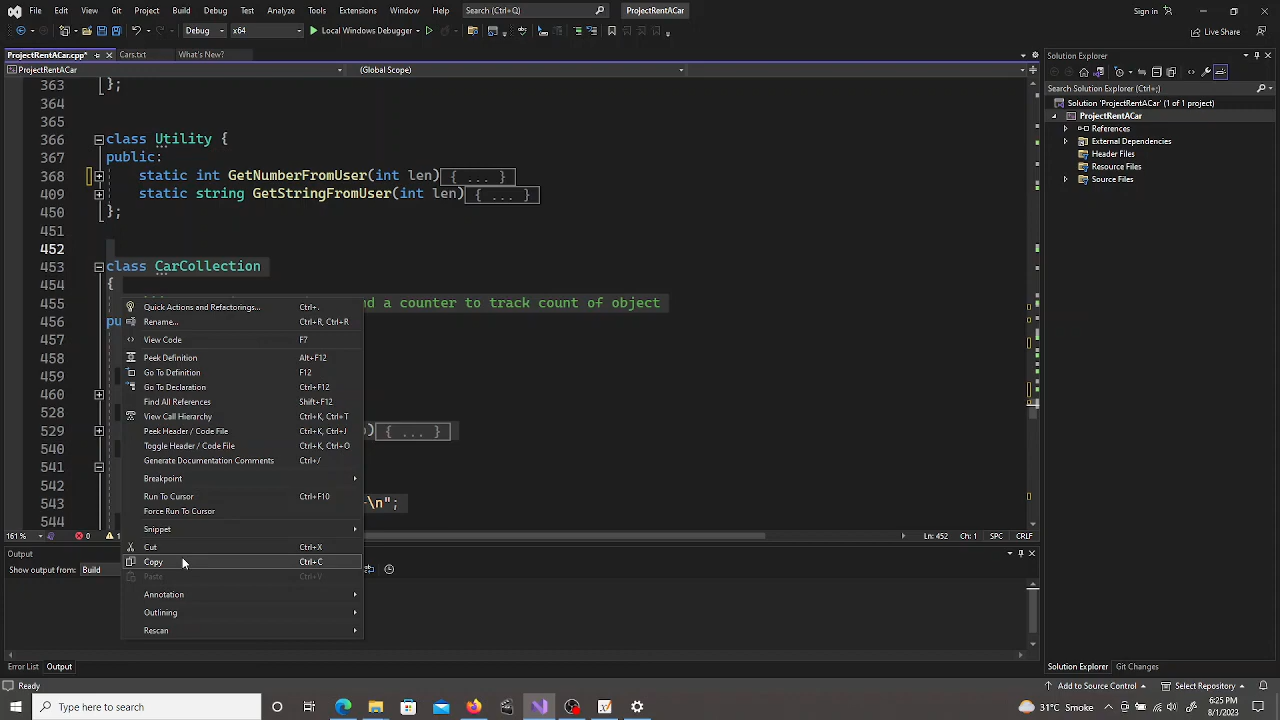 File Edit View Git Project Build Debug Test Analyze Tools Extensions Window Help Search (Ctrl+Q) ProjectRentACar Sign in
Debug x64 Local Windows Debugger Live Share
ProjectRentACar.cpp* Cars.txt What's New? Solution Explorer
ProjectRentACar (Global Scope)
Search Solution Explorer (Ctrl+;)
Solution 'ProjectRentACar' (1 of 1 project)
ProjectRentACar
References
External Dependencies
Header Files
Resource Files
Source Files
363 };
364
365
366 class Utility {
367 public:
368 static int GetNumberFromUser(int len){ ... }
409 static string GetStringFromUser(int len){ ... }
450 };
451
452
453 class CarCollection
454 {
455 d a counter to track count of object
456 pu
457
458
459
460
528
529 ){ ... }
540
541
542
543 \n";
544
Quick Actions and Refactorings... Ctrl+.
Rename... Ctrl+R, Ctrl+R
View Code F7
Peek Definition Alt+F12
Go To Definition F12
Go To Declaration Ctrl+F12
Find All References Shift+F12
View Call Hierarchy Ctrl+K, Ctrl+T
Peek Header / Code File Ctrl+K, Ctrl+J
Toggle Header / Code File Ctrl+K, Ctrl+O
Generate Documentation Comments Ctrl+/
Breakpoint
Run To Cursor Ctrl+F10
Force Run To Cursor
Snippet
Cut Ctrl+X
Copy Ctrl+C
Paste Ctrl+V
Annotation
Outlining
Rescan
161 % 0 1 Ln: 452 Ch: 1 SPC CRLF
Output
Show output from: Build
Error List Output Solution Explorer Git Changes
Ready Add to Source Control Select Repository
Type here to search 31°C Smoke 6:25 PM
8/1/2023